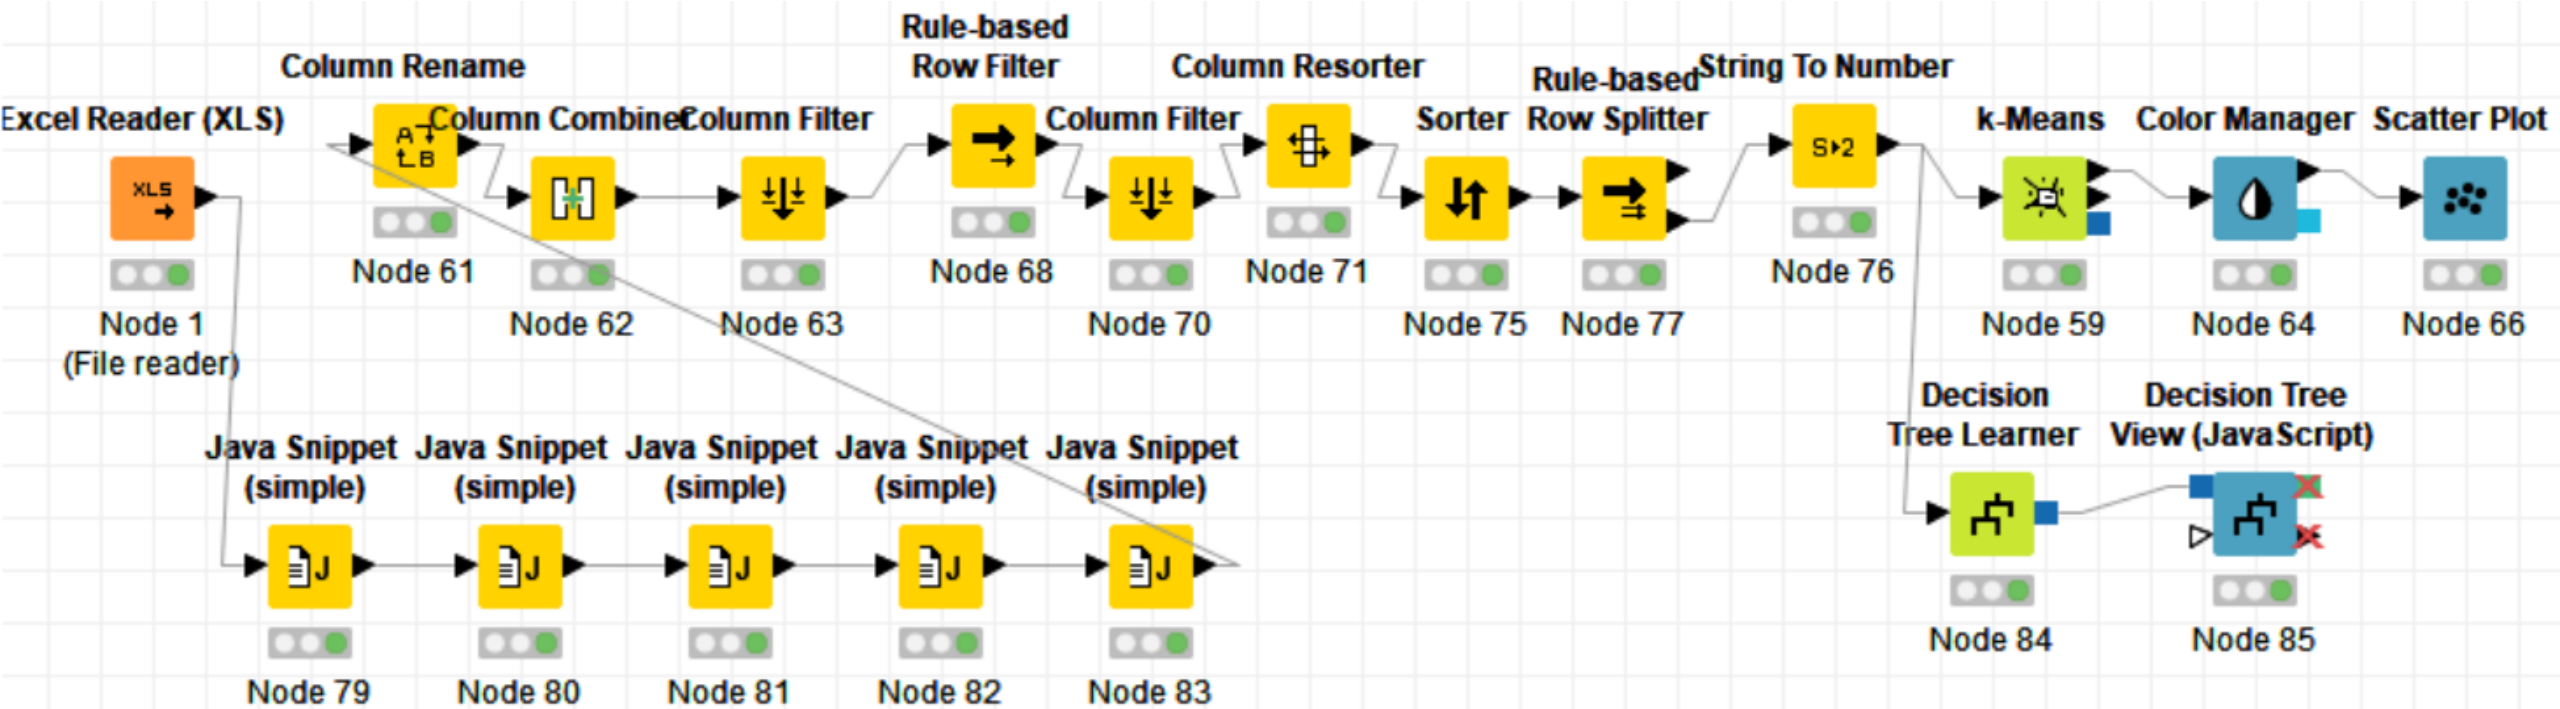 Rule-based
Row Filter
Column Rename
Column Resorter
String To Number
Rule-based
Row Splitter
Excel Reader (XLS)
Column Combiner
Column Filter
Column Filter
Sorter
k-Means
Color Manager
Scatter Plot
XLS
A
B
S 2
Node 61
Node 68
Node 71
Node 76
Node 1
(File reader)
Node 62
Node 63
Node 70
Node 75
Node 77
Node 59
Node 64
Node 66
Decision
Tree Learner
Decision Tree
View (JavaScript)
Java Snippet
(simple)
Java Snippet
(simple)
Java Snippet
(simple)
Java Snippet
(simple)
Java Snippet
(simple)
J
J
J
J
J
Node 84
Node 85
Node 79
Node 80
Node 81
Node 82
Node 83